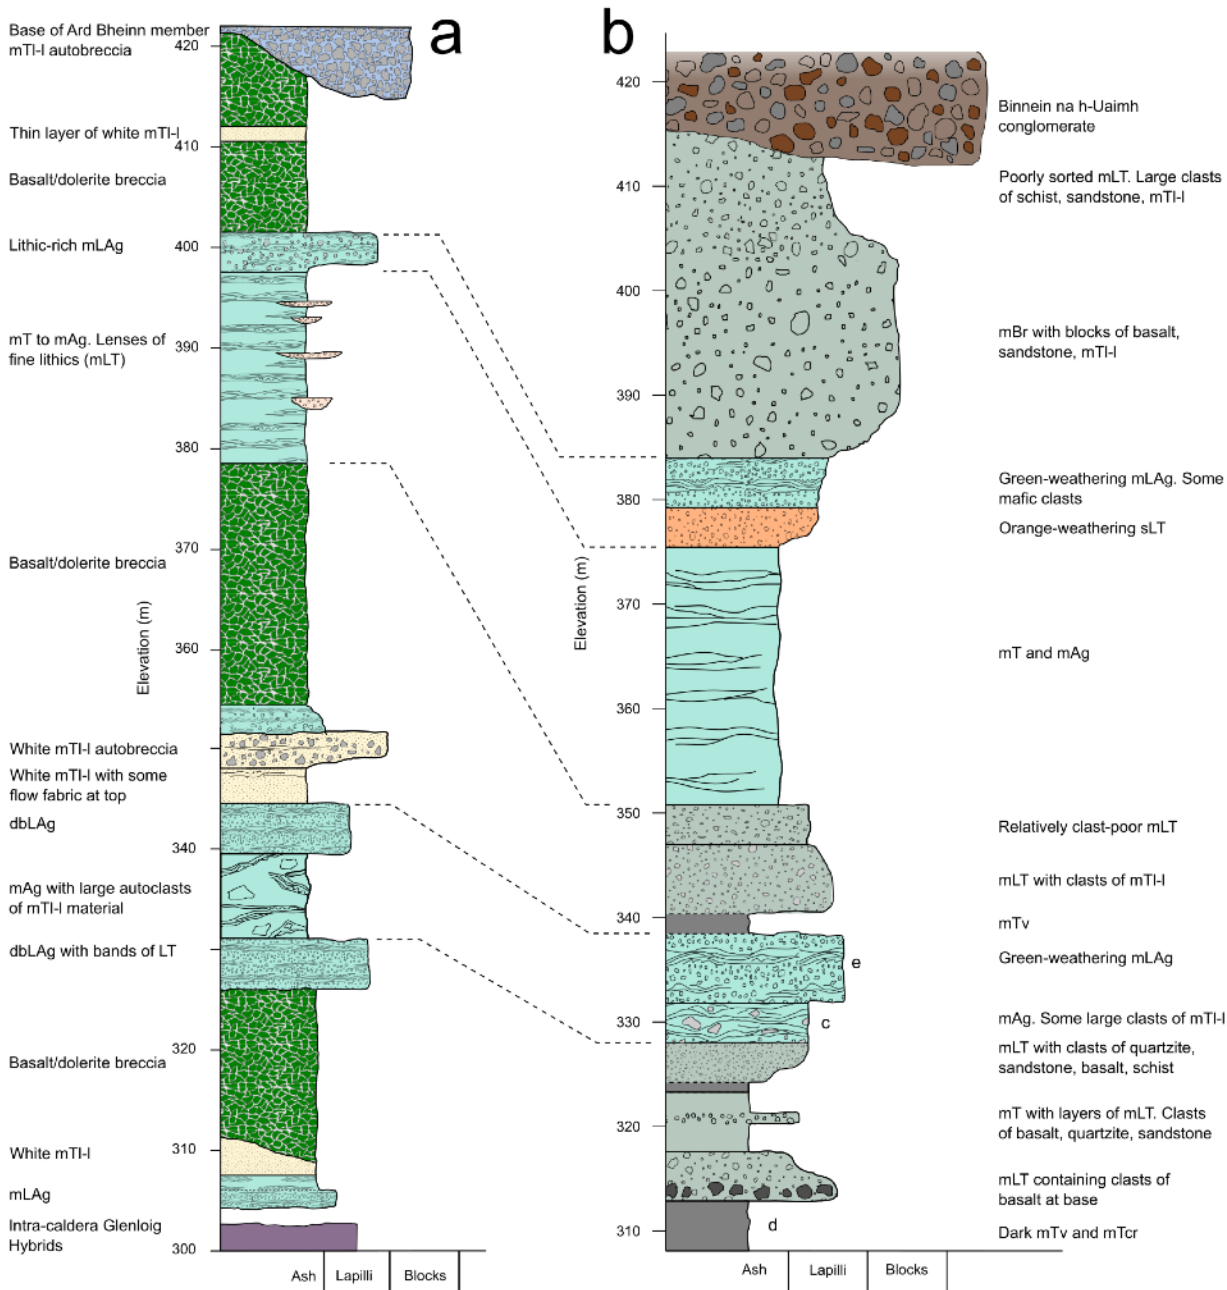 a
Base of Ard Bheinn member
mTl-l autobreccia
Thin layer of white mTl-l
Basalt/dolerite breccia
Lithic-rich mLAg
mT to mAg. Lenses of
fine lithics (mLT)
Basalt/dolerite breccia
White mTl-l autobreccia
White mTl-l with some
flow fabric at top
dbLAg
mAg with large autoclasts
of mTl-l material
dbLAg with bands of LT
Basalt/dolerite breccia
White mTl-l
mLAg
Intra-caldera Glenloig
Hybrids
Elevation (m)
420
410
400
390
380
370
360
340
320
310
300
Ash
Lapilli
Blocks
b
Elevation (m)
420
410
400
390
380
370
360
350
340
330
320
310
e
c
d
Ash
Lapilli
Blocks
Binnein na h-Uaimh
conglomerate
Poorly sorted mLT. Large clasts
of schist, sandstone, mTl-l
mBr with blocks of basalt,
sandstone, mTl-l
Green-weathering mLAg. Some
mafic clasts
Orange-weathering sLT
mT and mAg
Relatively clast-poor mLT
mLT with clasts of mTl-l
mTv
Green-weathering mLAg
mAg. Some large clasts of mTl-l
mLT with clasts of quartzite,
sandstone, basalt, schist
mT with layers of mLT. Clasts
of basalt, quartzite, sandstone
mLT containing clasts of
basalt at base
Dark mTv and mTcr